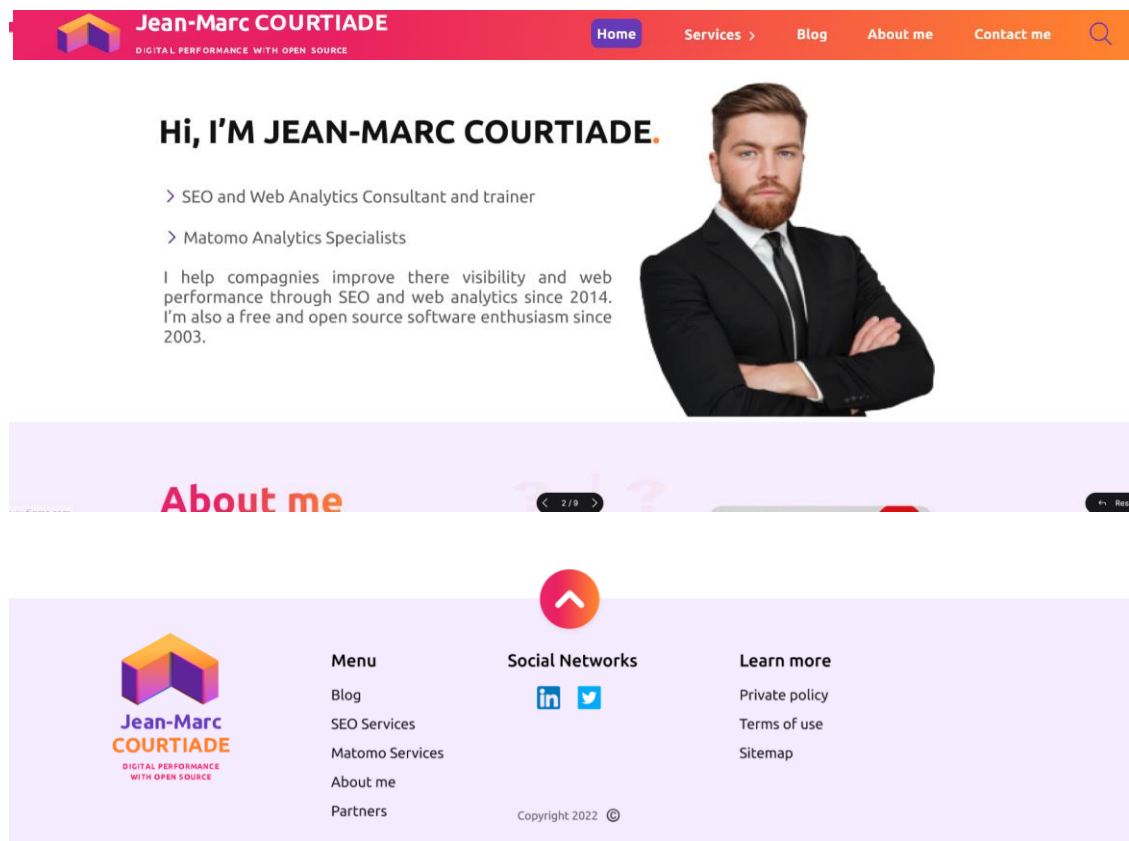 Jean-Marc COURTIADE
DIGITAL PERFORMANCE WITH OPEN SOURCE
Home
Services
Blog
About me
Contact me
Hi, I’M JEAN-MARC COURTIADE.
SEO and Web Analytics Consultant and trainer
Matomo Analytics Specialists
I help compagnies improve there visibility and web
performance through SEO and web analytics since 2014.
I’m also a free and open source software enthusiasm since
2003.
About me
? ! ?
2/9
Res
Jean-Marc
COURTIADE
DIGITAL PERFORMANCE
WITH OPEN SOURCE
Menu
Blog
SEO Services
Matomo Services
About me
Partners
Social Networks
in
Copyright 2022 ©
Learn more
Private policy
Terms of use
Sitemap